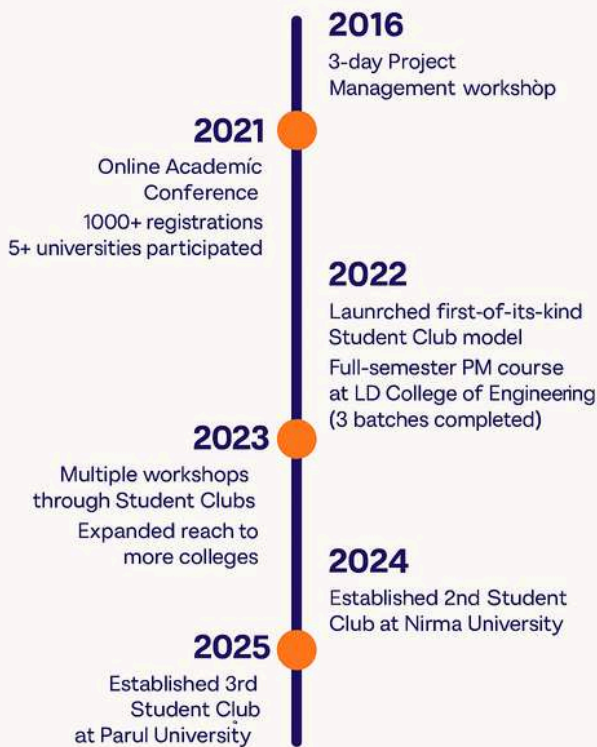 2016
3-day Project
Management workshòp
2021
Online Academic
Conference
1000+ registrations
5+ universities participated
2022
Launrched first-of-its-kind
Student Club model
Full-semester PM course
at LD College of Engineering
(3 batches completed)
2023
Multiple workshops
through Student Clubs
Expanded reach to
more colleges
2024
Established 2nd Student
Club at Nirma University
2025
Established 3rd
Student Club
at Parul University